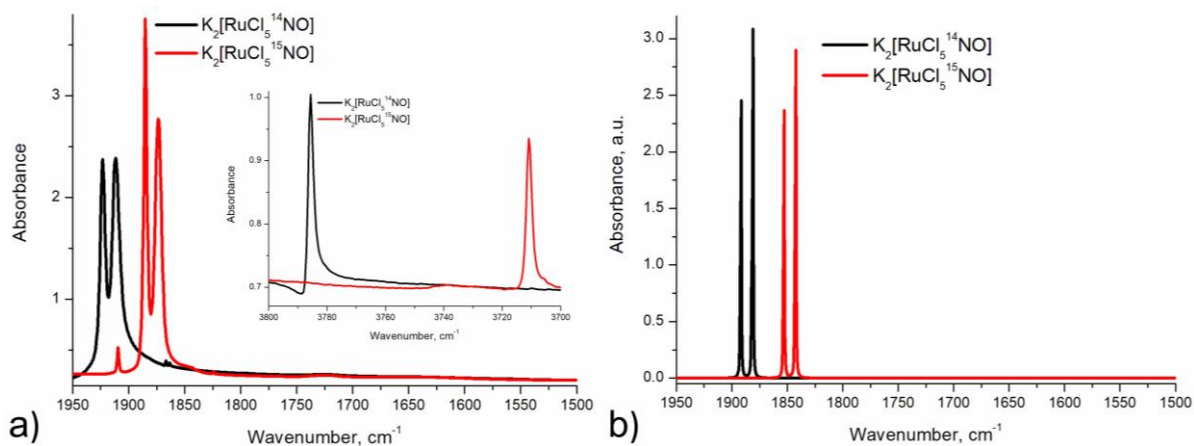 K₂[RuCl₅¹⁴NO]
K₂[RuCl₅¹⁵NO]
Absorbance
3
2
1
1950 1900 1850 1800 1750 1700 1650 1600 1550 1500
Wavenumber, cm⁻¹
K₂[RuCl₅¹⁴NO]
K₂[RuCl₅¹⁵NO]
Absorbance
1.0
0.9
0.8
0.7
3800 3780 3760 3740 3720 3700
Wavenumber, cm⁻¹
a)
K₂[RuCl₅¹⁴NO]
K₂[RuCl₅¹⁵NO]
Absorbance, a.u.
3.0
2.5
2.0
1.5
1.0
0.5
0.0
1950 1900 1850 1800 1750 1700 1650 1600 1550 1500
Wavenumber, cm⁻¹
b)